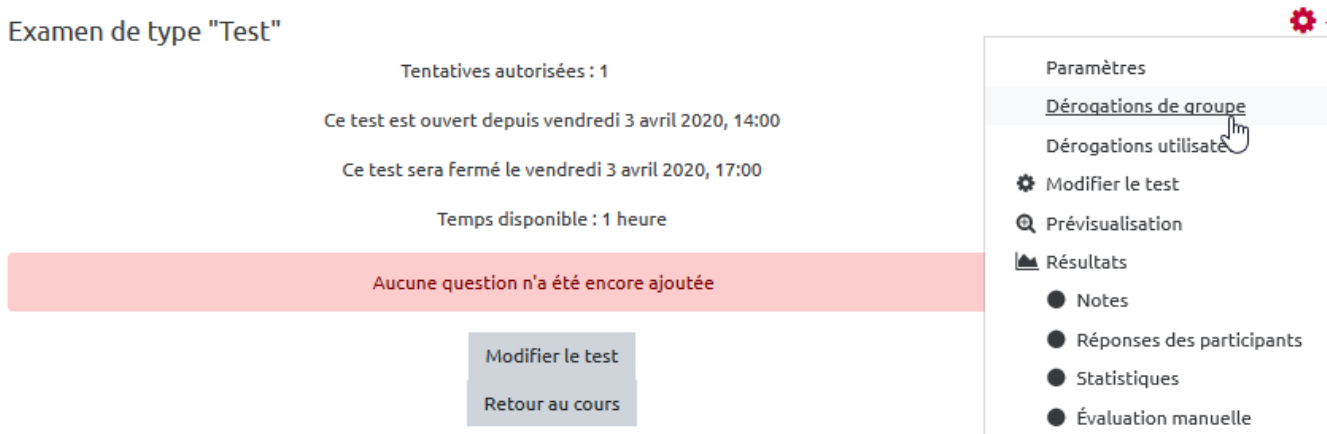 Examen de type "Test"
Tentatives autorisées : 1
Ce test est ouvert depuis vendredi 3 avril 2020, 14:00
Ce test sera fermé le vendredi 3 avril 2020, 17:00
Temps disponible : 1 heure
Aucune question n'a été encore ajoutée
Modifier le test
Retour au cours
Paramètres
Dérogations de groupe
Dérogations utilisate
Modifier le test
Prévisualisation
Résultats
Notes
Réponses des participants
Statistiques
Évaluation manuelle